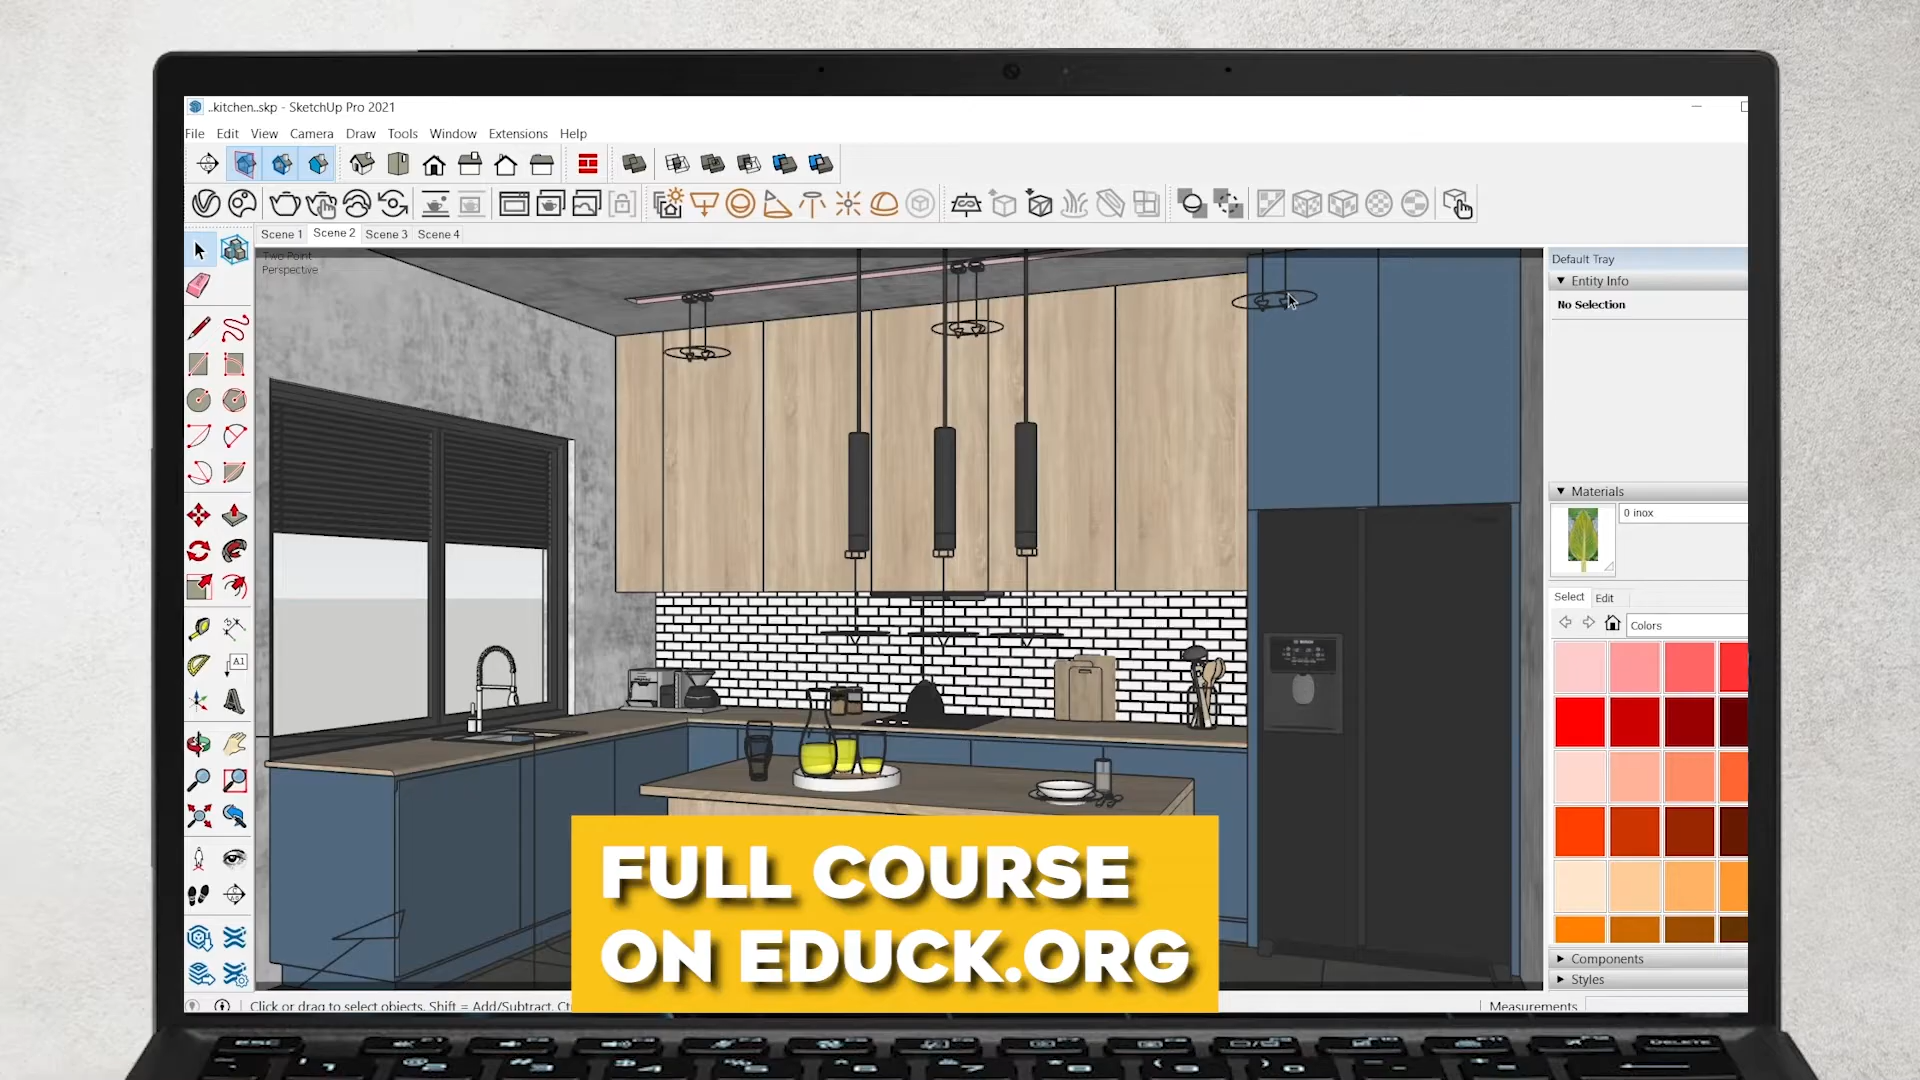 ..kitchen..skp - SketchUp Pro 2021
File Edit View Camera Draw Tools Window Extensions Help
Scene 1 Scene 2 Scene 3 Scene 4
Two Point
Perspective
Default Tray
Entity Info
No Selection
A1
Materials
0 inox
Select Edit
Colors
Components
Styles
FULL COURSE
ON EDUCK.ORG
Click or drag to select objects. Shift = Add/Subtract. Ct
Measurements
DELETE